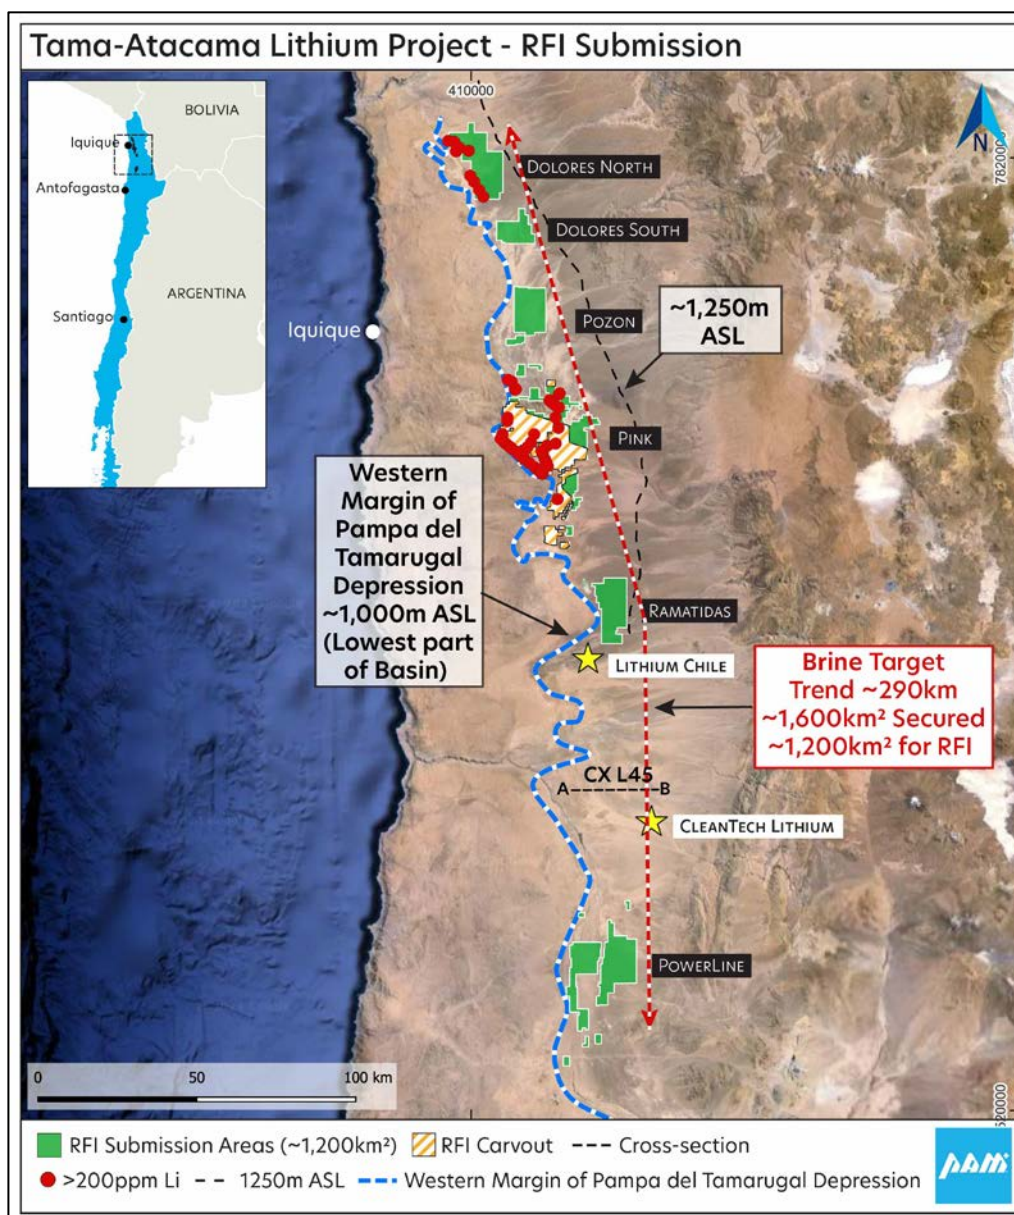 Tama-Atacama Lithium Project - RFI Submission
BOLIVIA
Iquique
Antofagasta
ARGENTINA
Santiago
410000
N
7820000
DOLORES NORTH
DOLORES SOUTH
POZON
~1,250m
ASL
Iquique
PINK
Western
Margin of
Pampa del
Tamarugal
Depression
~1,000m ASL
(Lowest part
of Basin)
RAMATIDAS
LITHIUM CHILE
Brine Target
Trend ~290km
~1,600km² Secured
~1,200km² for RFI
CX L45
A
B
CLEANTECH LITHIUM
POWERLINE
0
50
100 km
RFI Submission Areas (~1,200km²)
RFI Carvout
Cross-section
>200ppm Li
1250m ASL
Western Margin of Pampa del Tamarugal Depression
PAM